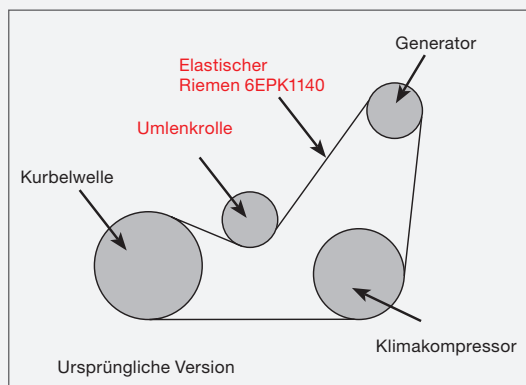 Generator
Elastischer
Riemen 6EPK1140
Umlenkrolle
Kurbelwelle
Klimakompressor
Ursprüngliche Version